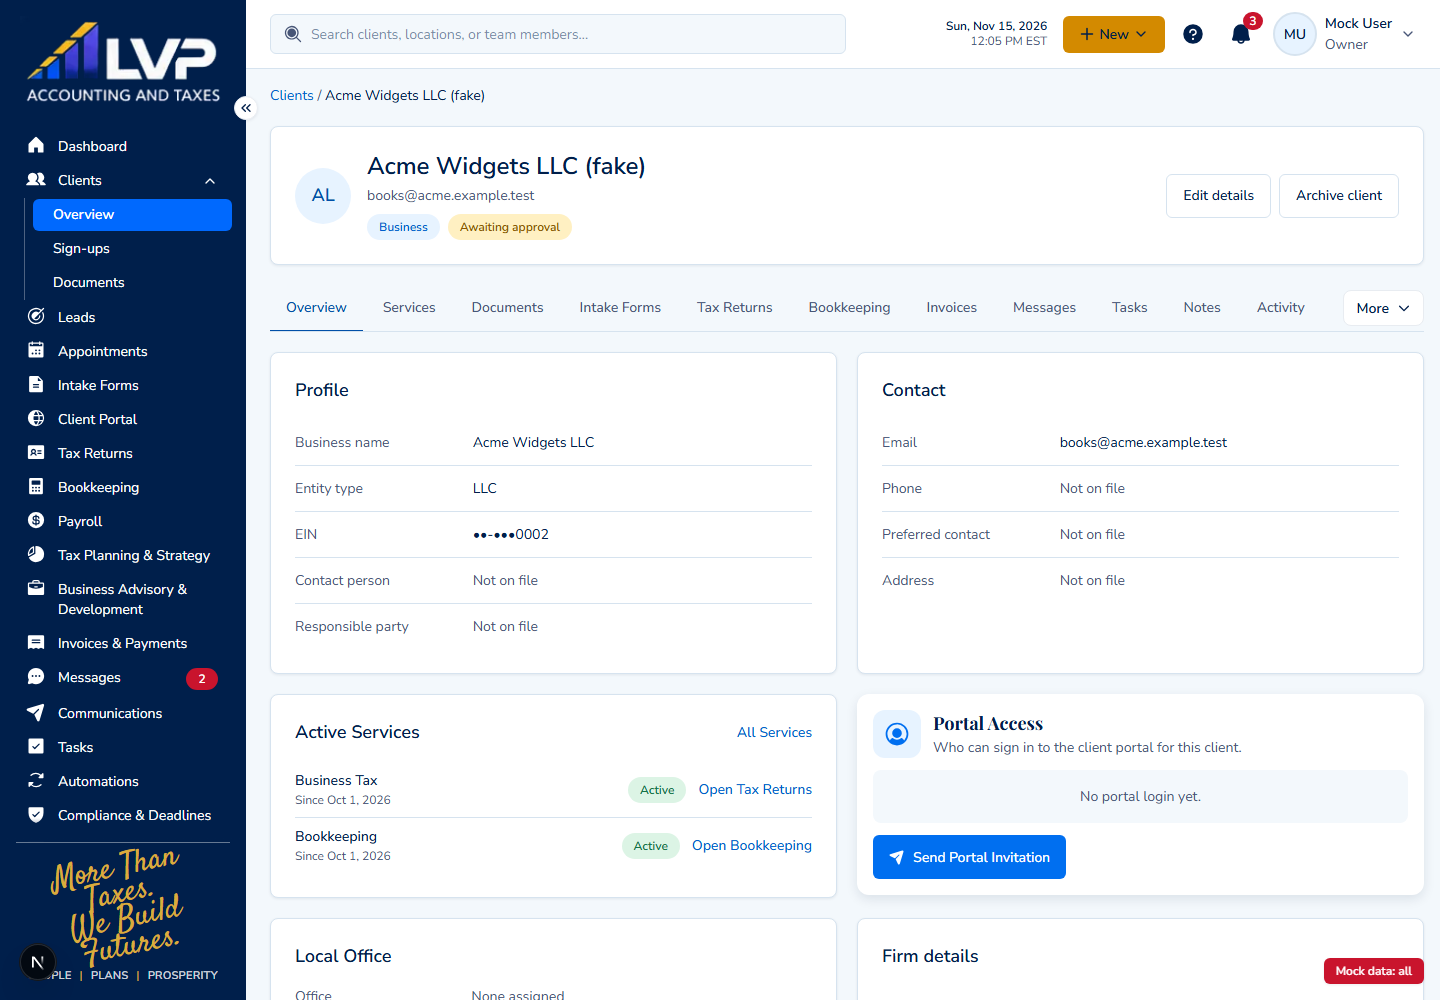 LVP
ACCOUNTING AND TAXES
Search clients, locations, or team members...
Sun, Nov 15, 2026
12:05 PM EST
New
3
MU
Mock User
Owner
Dashboard
Clients
Overview
Sign-ups
Documents
Leads
Appointments
Intake Forms
Client Portal
Tax Returns
Bookkeeping
Payroll
Tax Planning & Strategy
Business Advisory &
Development
Invoices & Payments
Messages
2
Communications
Tasks
Automations
Compliance & Deadlines
More Than
Taxes.
We Build
Futures.
N
PLE | PLANS | PROSPERITY
Clients / Acme Widgets LLC (fake)
AL
Acme Widgets LLC (fake)
books@acme.example.test
Business
Awaiting approval
Edit details
Archive client
Overview
Services
Documents
Intake Forms
Tax Returns
Bookkeeping
Invoices
Messages
Tasks
Notes
Activity
More
Profile
Business name Acme Widgets LLC
Entity type LLC
EIN ••-•••0002
Contact person Not on file
Responsible party Not on file
Contact
Email books@acme.example.test
Phone Not on file
Preferred contact Not on file
Address Not on file
Active Services
All Services
Business Tax
Since Oct 1, 2026
Active
Open Tax Returns
Bookkeeping
Since Oct 1, 2026
Active
Open Bookkeeping
Portal Access
Who can sign in to the client portal for this client.
No portal login yet.
Send Portal Invitation
Local Office
Office None assigned
Firm details
Mock data: all